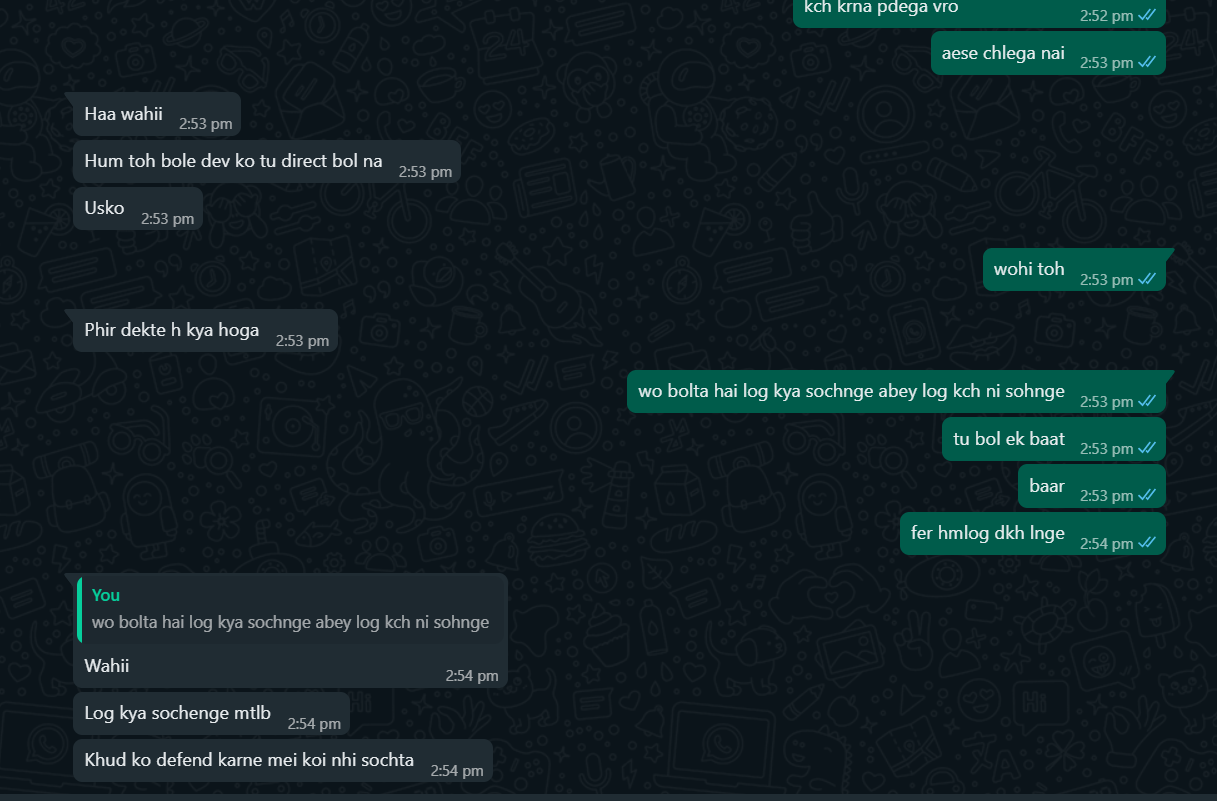 kch krna pdega vro
2:52 pm
aese chlega nai
2:53 pm
Haa wahii
2:53 pm
Hum toh bole dev ko tu direct bol na
2:53 pm
Usko
2:53 pm
wohi toh
2:53 pm
Phir dekte h kya hoga
2:53 pm
wo bolta hai log kya sochnge abey log kch ni sohnge
2:53 pm
tu bol ek baat
2:53 pm
baar
2:53 pm
fer hmlog dkh lnge
2:54 pm
You
wo bolta hai log kya sochnge abey log kch ni sohnge
Wahii
2:54 pm
Log kya sochenge mtlb
2:54 pm
Khud ko defend karne mei koi nhi sochta
2:54 pm